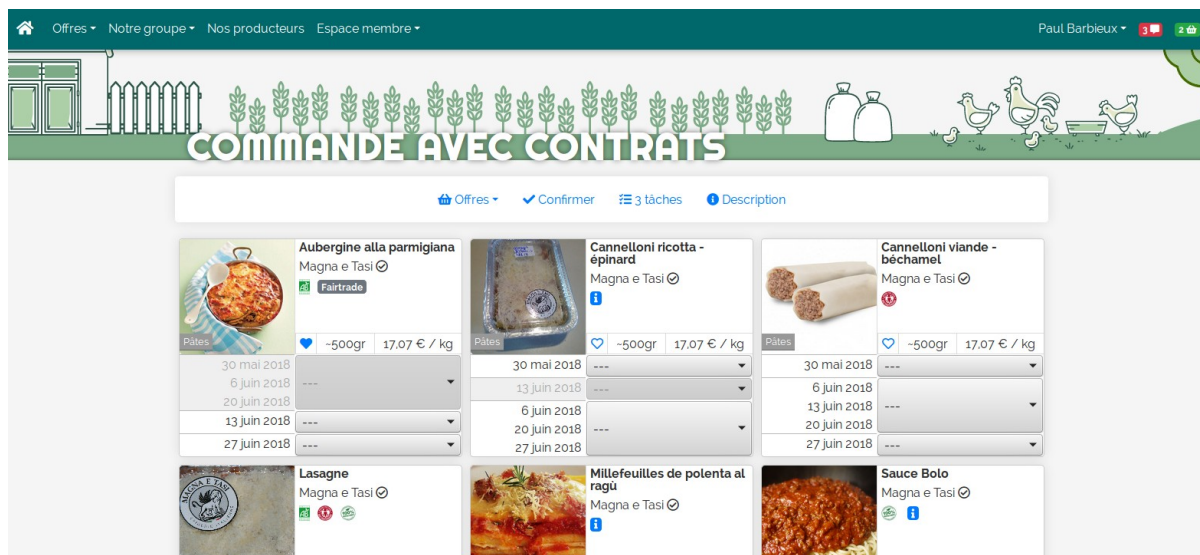 Offres Notre groupe Nos producteurs Espace membre Paul Barbieux 3 2
COMMANDE AVEC CONTRATS
Offres Confirmer 3 tâches Description
Aubergine alla parmigiana
Magna e Tasi
AB Fairtrade
Pâtes
~500gr 17,07 € / kg
30 mai 2018
6 juin 2018
20 juin 2018
---
13 juin 2018 ---
27 juin 2018 ---
Cannelloni ricotta -
épinard
Magna e Tasi
Pâtes
~500gr 17,07 € / kg
30 mai 2018 ---
13 juin 2018 ---
6 juin 2018
20 juin 2018
27 juin 2018
---
Cannelloni viande -
béchamel
Magna e Tasi
Pâtes
~500gr 17,07 € / kg
30 mai 2018 ---
6 juin 2018
13 juin 2018
20 juin 2018
---
27 juin 2018 ---
MAGNA E TASI
Lasagne
Magna e Tasi
AB
Millefeuilles de polenta al
ragù
Magna e Tasi
Sauce Bolo
Magna e Tasi